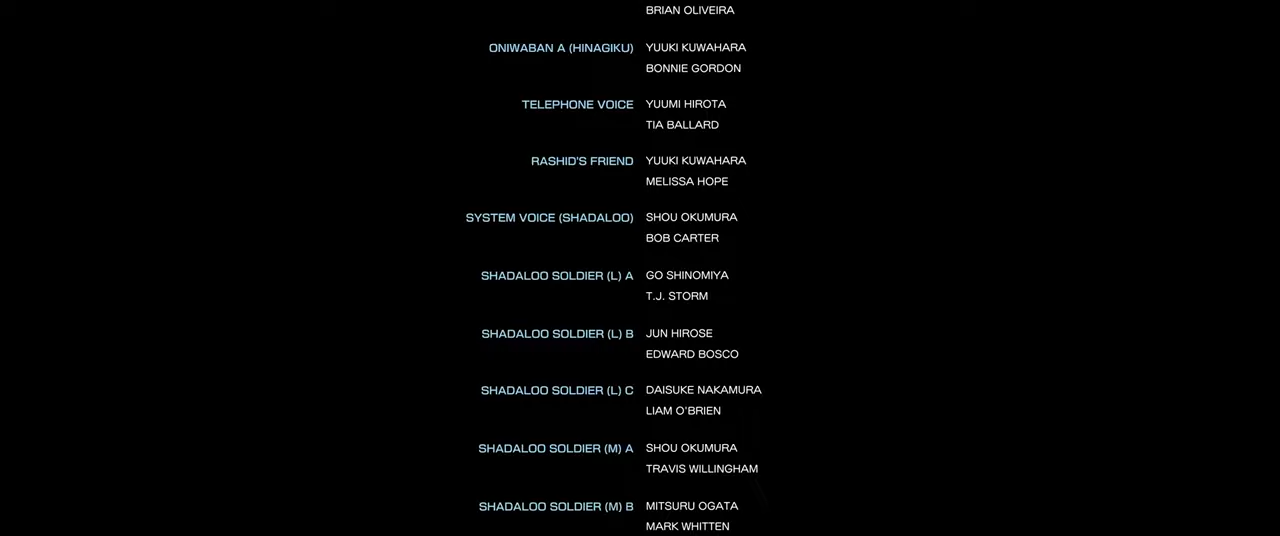 BRIAN OLIVEIRA
ONIWABAN A (HINAGIKU) YUUKI KUWAHARA
BONNIE GORDON
TELEPHONE VOICE YUUMI HIROTA
TIA BALLARD
RASHID'S FRIEND YUUKI KUWAHARA
MELISSA HOPE
SYSTEM VOICE (SHADALOO) SHOU OKUMURA
BOB CARTER
SHADALOO SOLDIER (L) A GO SHINOMIYA
T.J. STORM
SHADALOO SOLDIER (L) B JUN HIROSE
EDWARD BOSCO
SHADALOO SOLDIER (L) C DAISUKE NAKAMURA
LIAM O'BRIEN
SHADALOO SOLDIER (M) A SHOU OKUMURA
TRAVIS WILLINGHAM
SHADALOO SOLDIER (M) B MITSURU OGATA
MARK WHITTEN